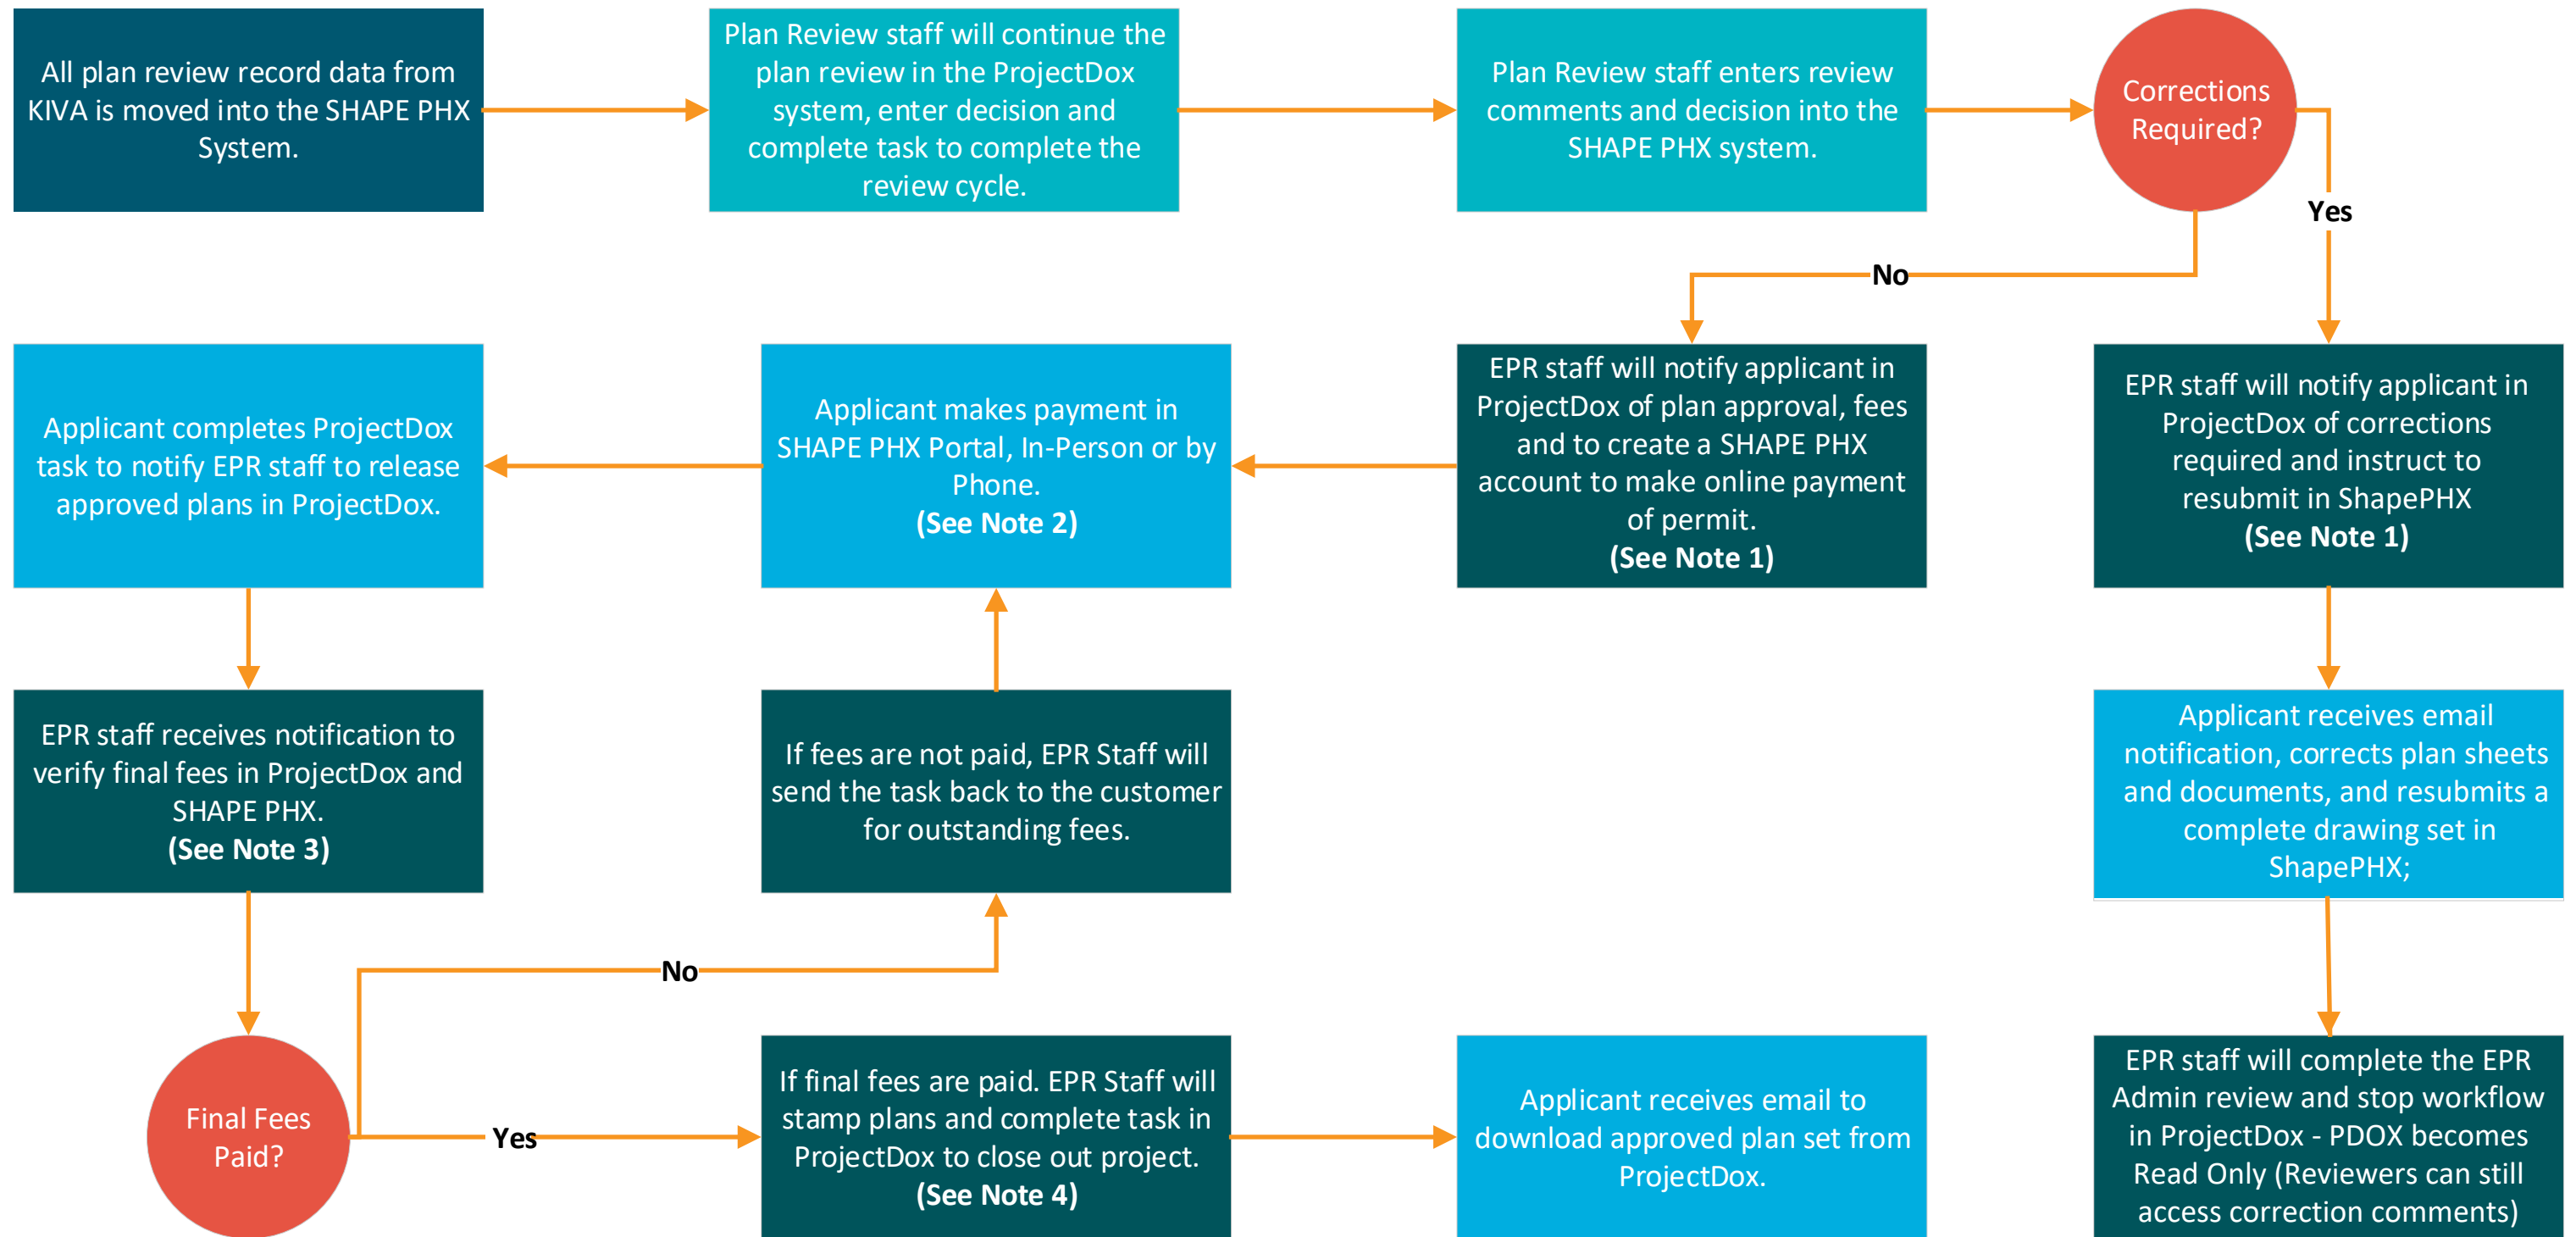 All plan review record data from
KIVA is moved into the SHAPE PHX
System.
Plan Review staff will continue the
plan review in the ProjectDox
system, enter decision and
complete task to complete the
review cycle.
Plan Review staff enters review
comments and decision into the
SHAPE PHX system.
Corrections
Required?
Yes
No
Applicant completes ProjectDox
task to notify EPR staff to release
approved plans in ProjectDox.
Applicant makes payment in
SHAPE PHX Portal, In-Person or by
Phone.
(See Note 2)
EPR staff will notify applicant in
ProjectDox of plan approval, fees
and to create a SHAPE PHX
account to make online payment
of permit.
(See Note 1)
EPR staff will notify applicant in
ProjectDox of corrections
required and instruct to
resubmit in ShapePHX
(See Note 1)
EPR staff receives notification to
verify final fees in ProjectDox and
SHAPE PHX.
(See Note 3)
If fees are not paid, EPR Staff will
send the task back to the customer
for outstanding fees.
Applicant receives email
notification, corrects plan sheets
and documents, and resubmits a
complete drawing set in
ShapePHX;
No
Final Fees
Paid?
Yes
If final fees are paid. EPR Staff will
stamp plans and complete task in
ProjectDox to close out project.
(See Note 4)
Applicant receives email to
download approved plan set from
ProjectDox.
EPR staff will complete the EPR
Admin review and stop workflow
in ProjectDox - PDOX becomes
Read Only (Reviewers can still
access correction comments)